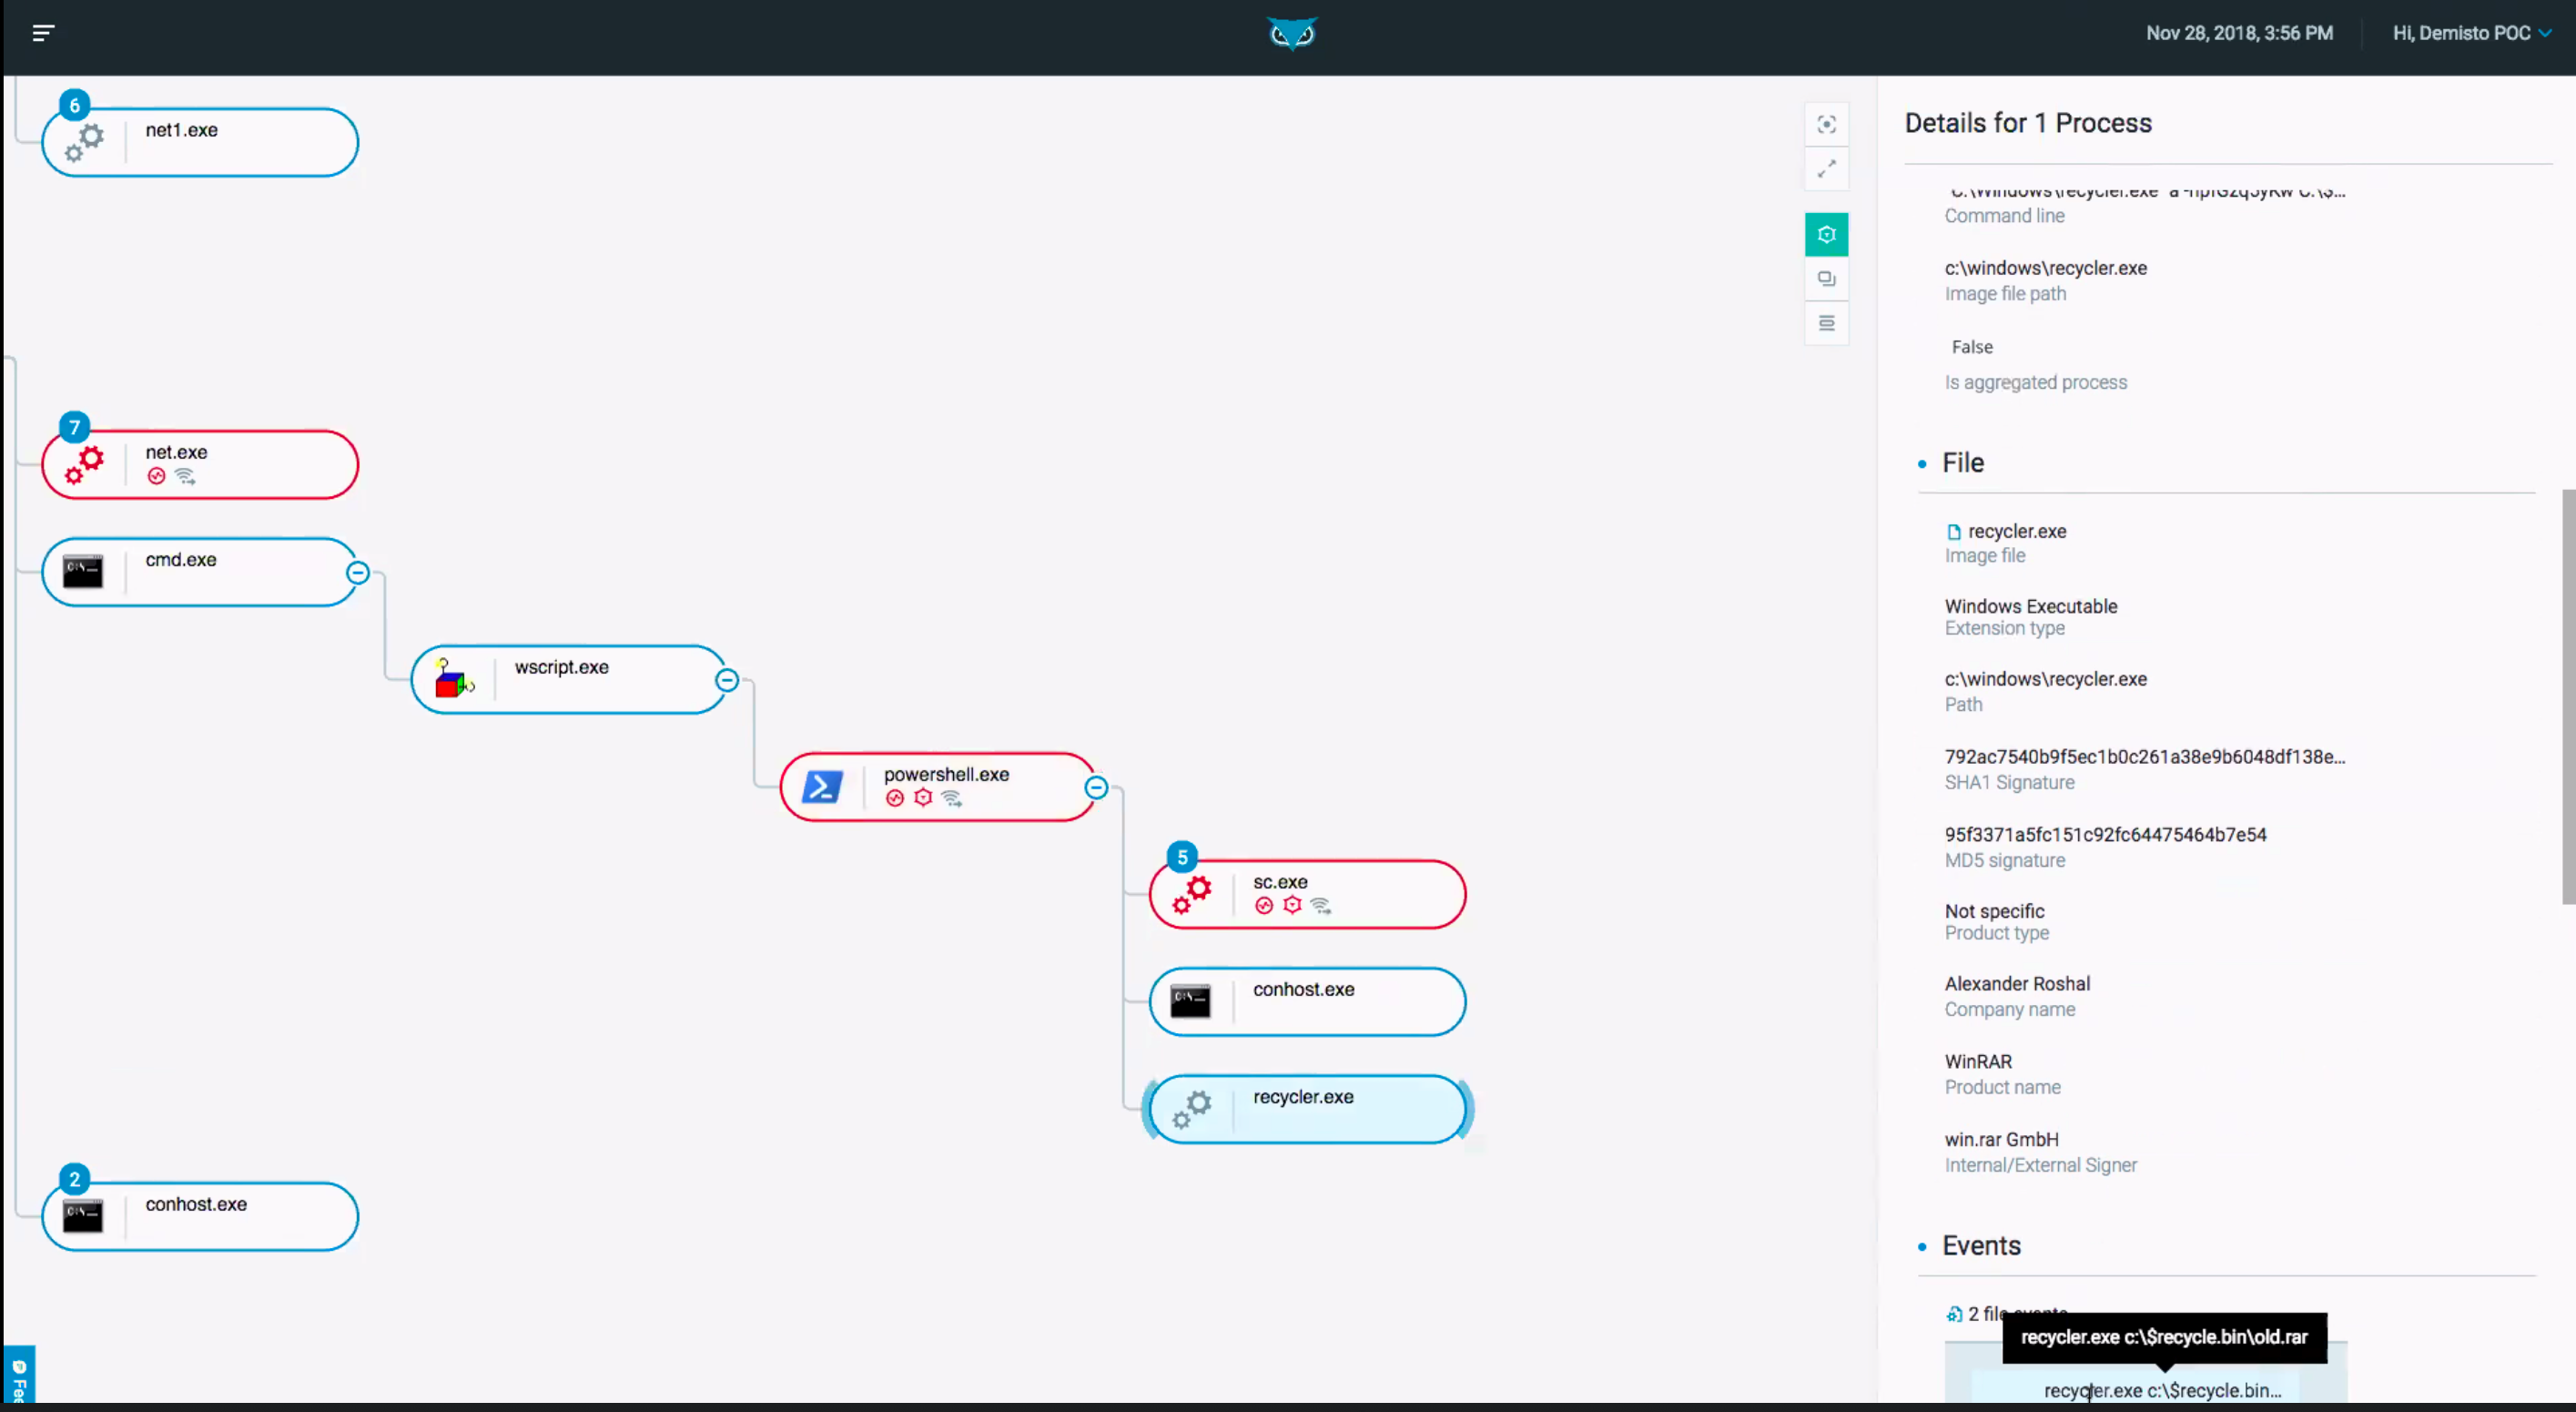 Nov 28, 2018, 3:56 PM
Hi, Demisto POC
6
net1.exe
7
net.exe
cmd.exe
wscript.exe
powershell.exe
5
sc.exe
conhost.exe
recycler.exe
2
conhost.exe
Fee
Details for 1 Process
Command line
c:\windows\recycler.exe
Image file path
False
Is aggregated process
File
recycler.exe
Image file
Windows Executable
Extension type
c:\windows\recycler.exe
Path
792ac7540b9f5ec1b0c261a38e9b6048df138e...
SHA1 Signature
95f3371a5fc151c92fc64475464b7e54
MD5 signature
Not specific
Product type
Alexander Roshal
Company name
WinRAR
Product name
win.rar GmbH
Internal/External Signer
Events
2 file events
recycler.exe c:\$recycle.bin\old.rar
recycler.exe c:\$recycle.bin...